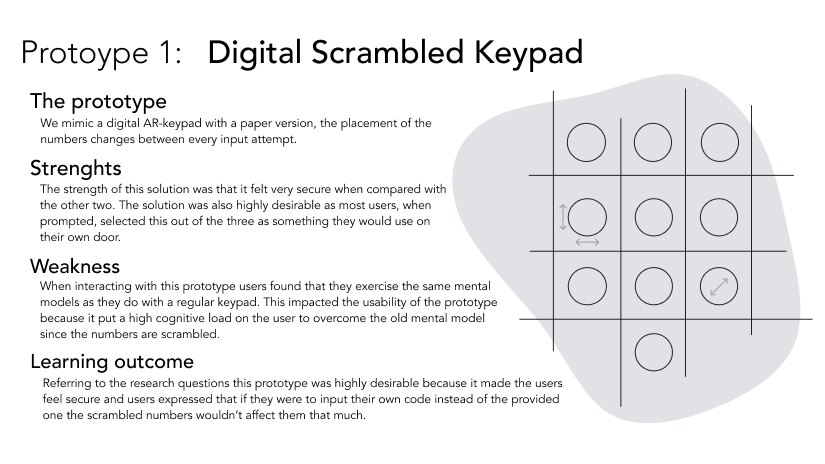 Protoype 1: Digital Scrambled Keypad
The prototype
We mimic a digital AR-keypad with a paper version, the placement of the
numbers changes between every input attempt.
Strenghts
The strength of this solution was that it felt very secure when compared with
the other two. The solution was also highly desirable as most users, when
prompted, selected this out of the three as something they would use on
their own door.
Weakness
When interacting with this prototype users found that they exercise the same mental
models as they do with a regular keypad. This impacted the usability of the prototype
because it put a high cognitive load on the user to overcome the old mental model
since the numbers are scrambled.
Learning outcome
Referring to the research questions this prototype was highly desirable because it made the users
feel secure and users expressed that if they were to input their own code instead of the provided
one the scrambled numbers wouldn't affect them that much.